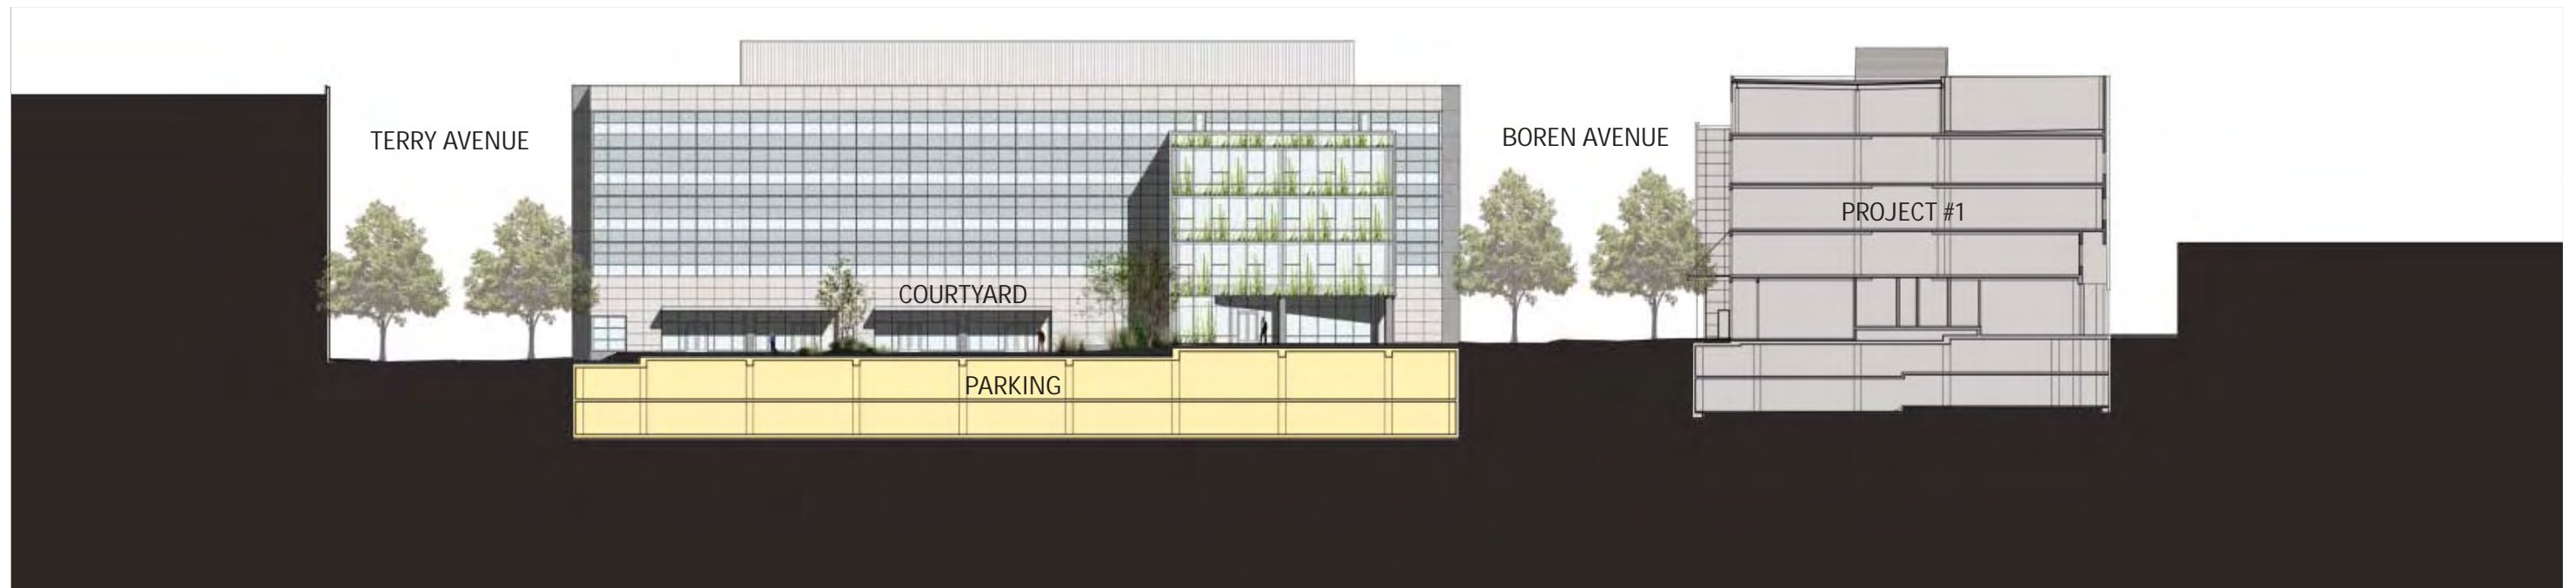 TERRY AVENUE
BOREN AVENUE
PROJECT #1
COURTYARD
PARKING